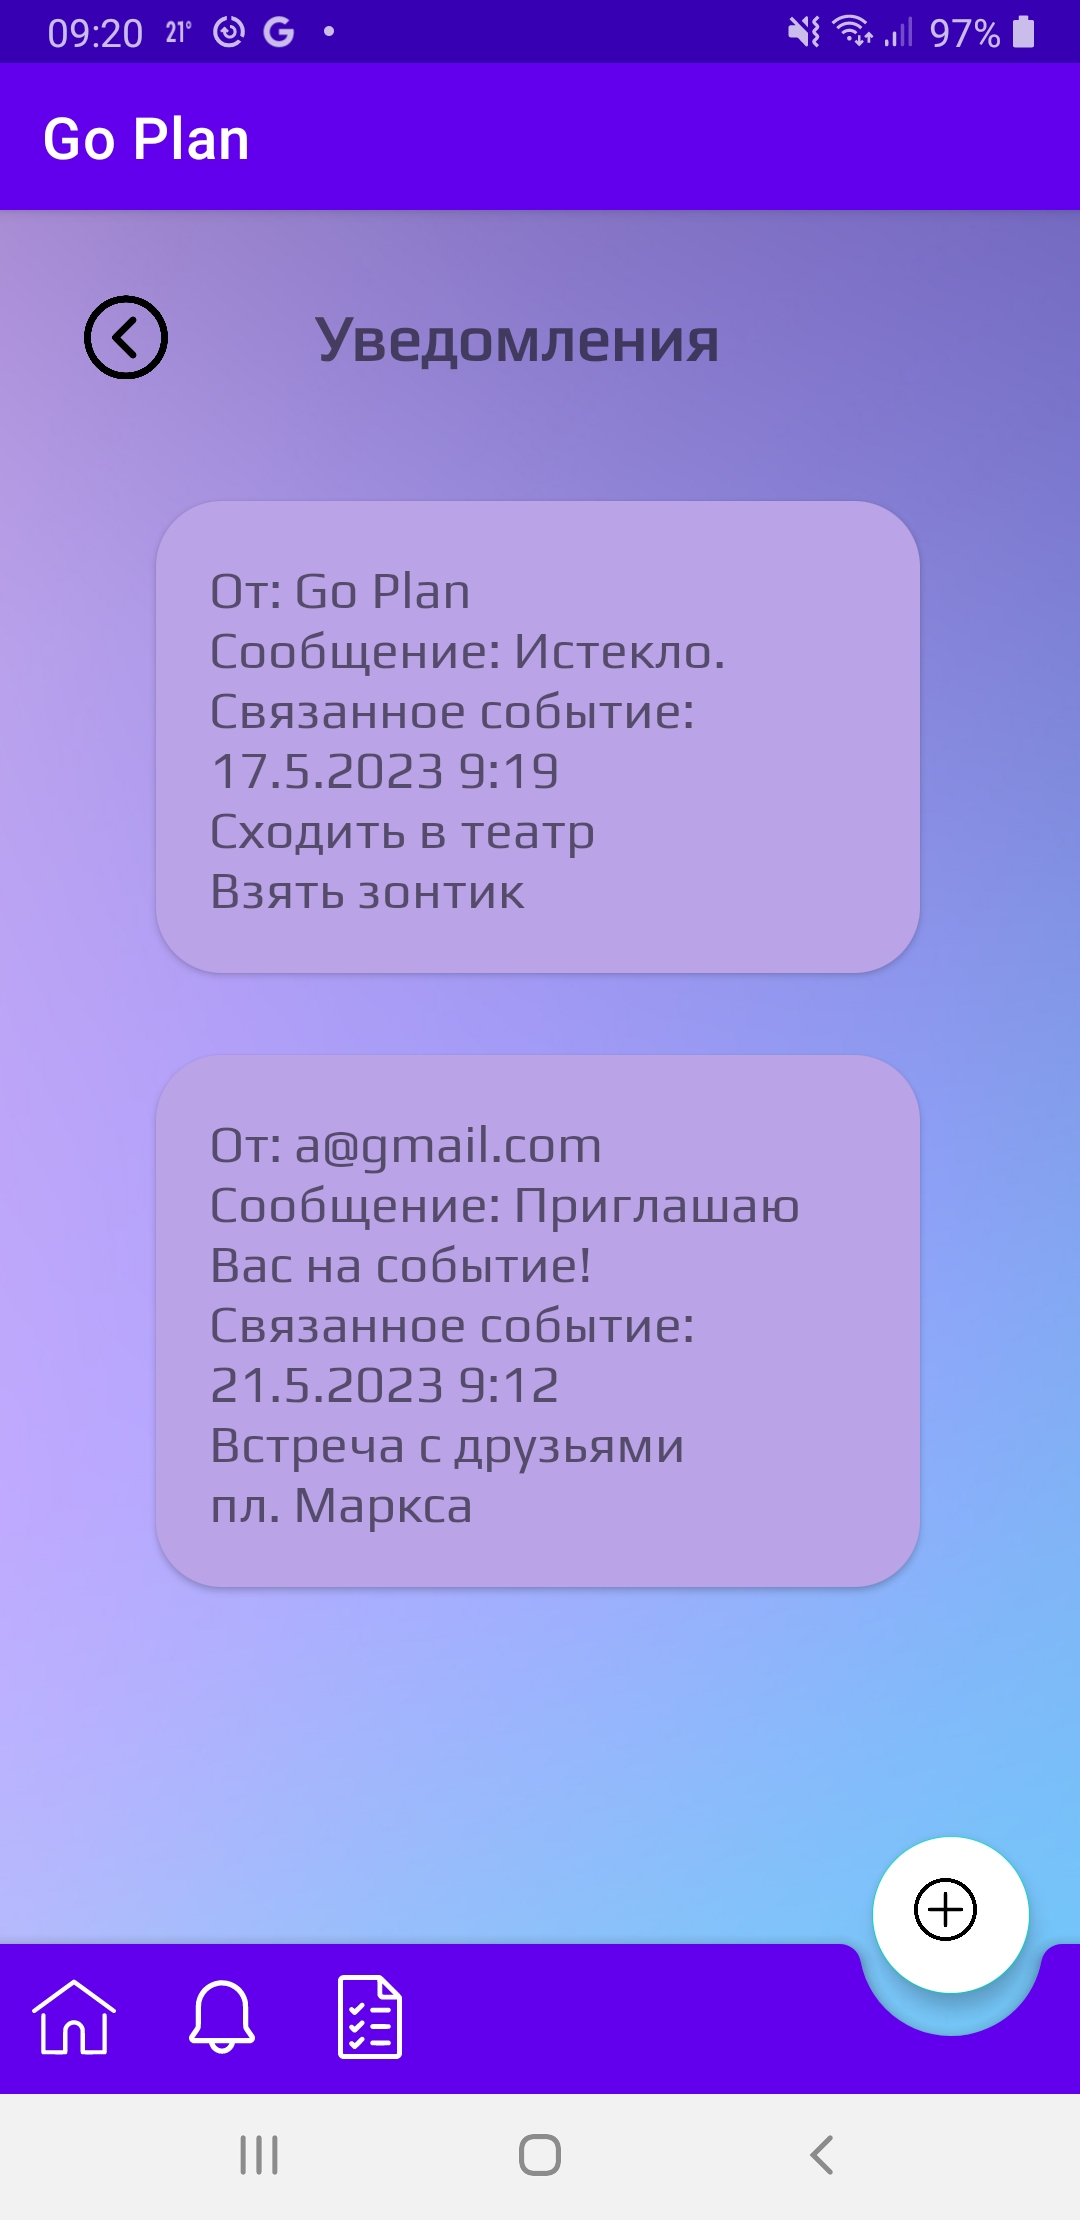 09:20 21° G 97%
Go Plan
Уведомления
От: Go Plan
Сообщение: Истекло.
Связанное событие:
17.5.2023 9:19
Сходить в театр
Взять зонтик
От: a@gmail.com
Сообщение: Приглашаю
Вас на событие!
Связанное событие:
21.5.2023 9:12
Встреча с друзьями
пл. Маркса